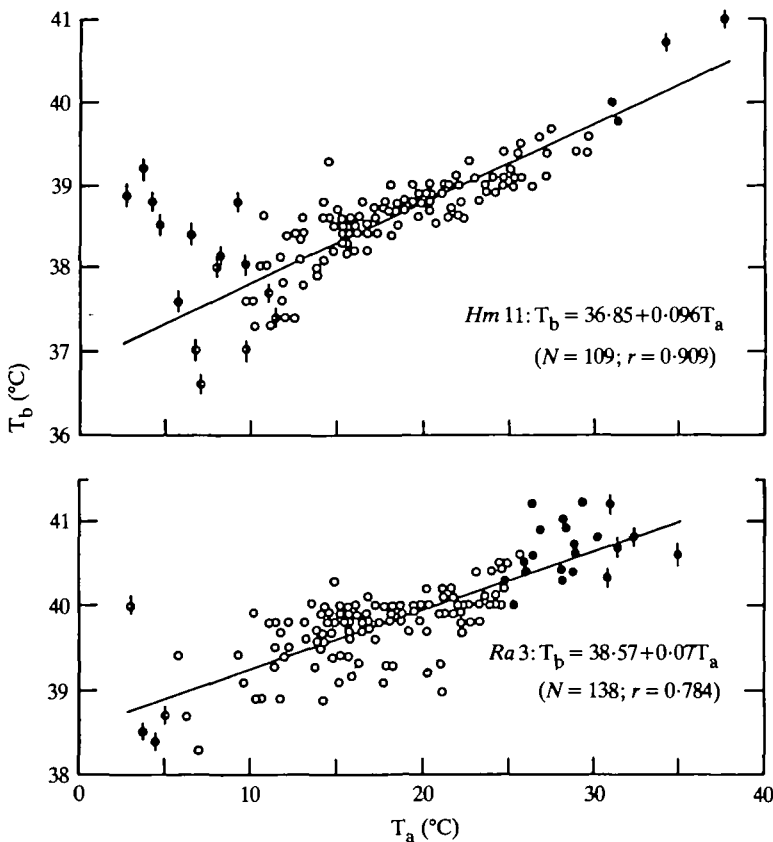 41
40
39
38
37
36
Hm 11: T_b = 36·85+0·096T_a
(N = 109; r = 0·909)
T_b (°C)
41
40
39
38
Ra 3: T_b = 38·57+0·07T_a
(N = 138; r = 0·784)
0 10 20 30 40
T_a (°C)